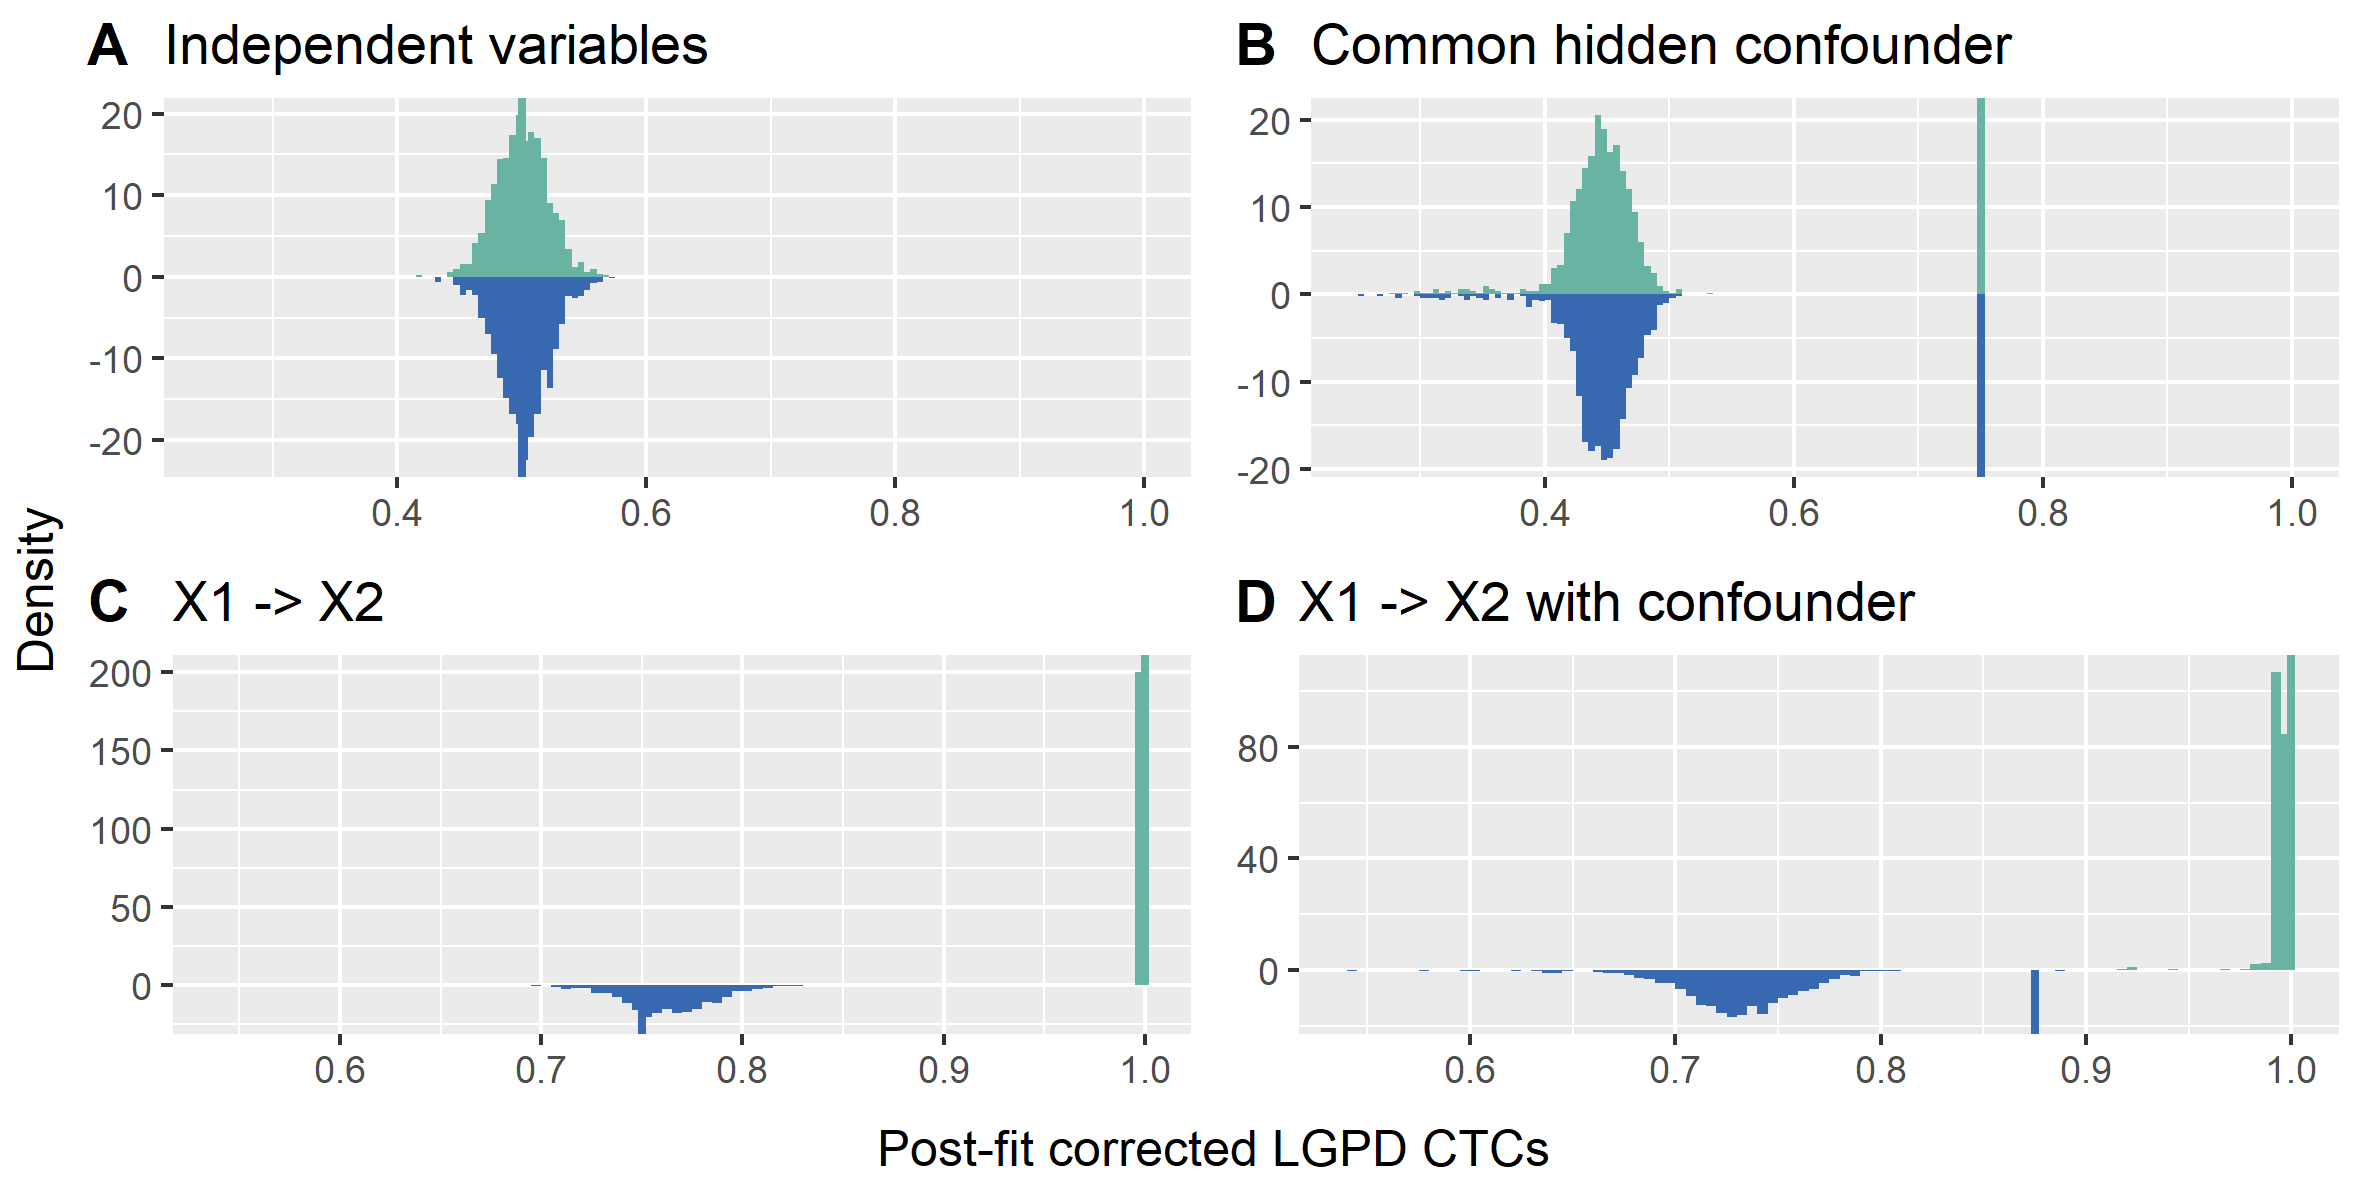 A Independent variables
20
10
0
-10
-20
0.4 0.6 0.8 1.0
B Common hidden confounder
20
10
0
-10
-20
0.4 0.6 0.8 1.0
Density
C X1 -> X2
200
150
100
50
0
0.6 0.7 0.8 0.9 1.0
D X1 -> X2 with confounder
80
40
0
0.6 0.7 0.8 0.9 1.0
Post-fit corrected LGPD CTCs